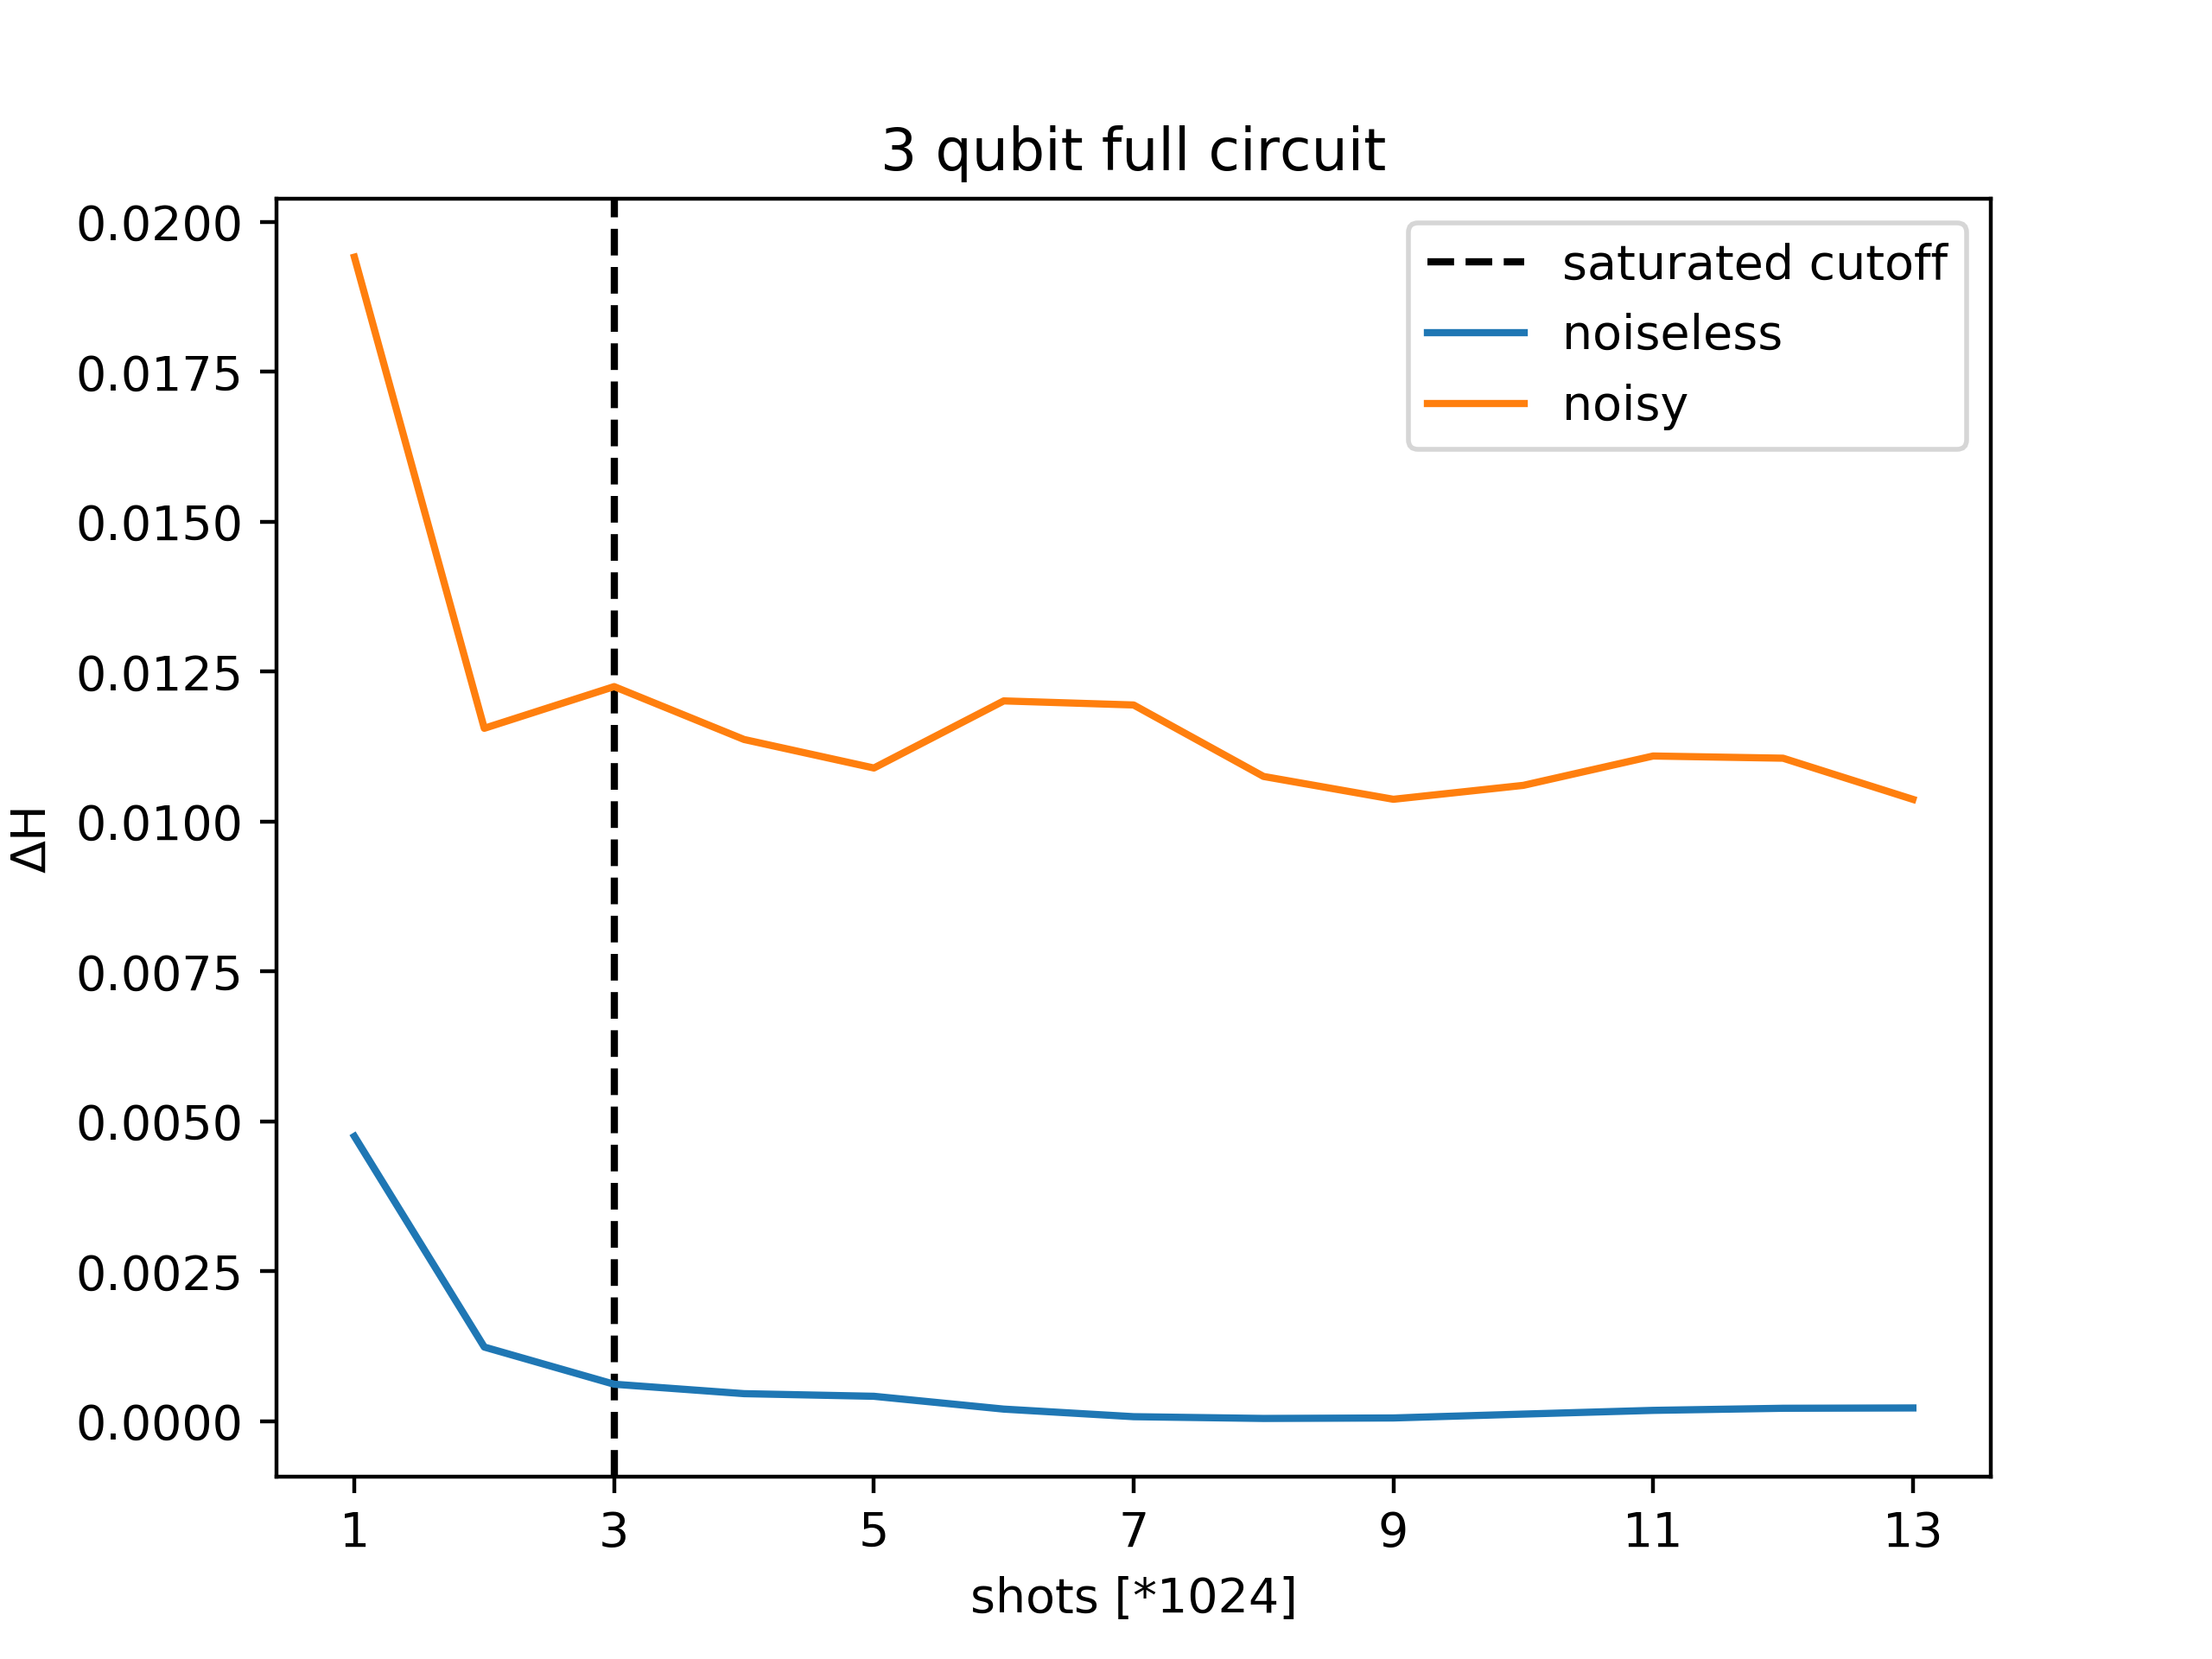 3 qubit full circuit
saturated cutoff
noiseless
noisy
0.0200
0.0175
0.0150
0.0125
0.0100
0.0075
0.0050
0.0025
0.0000
ΔH
1 3 5 7 9 11 13
shots [*1024]